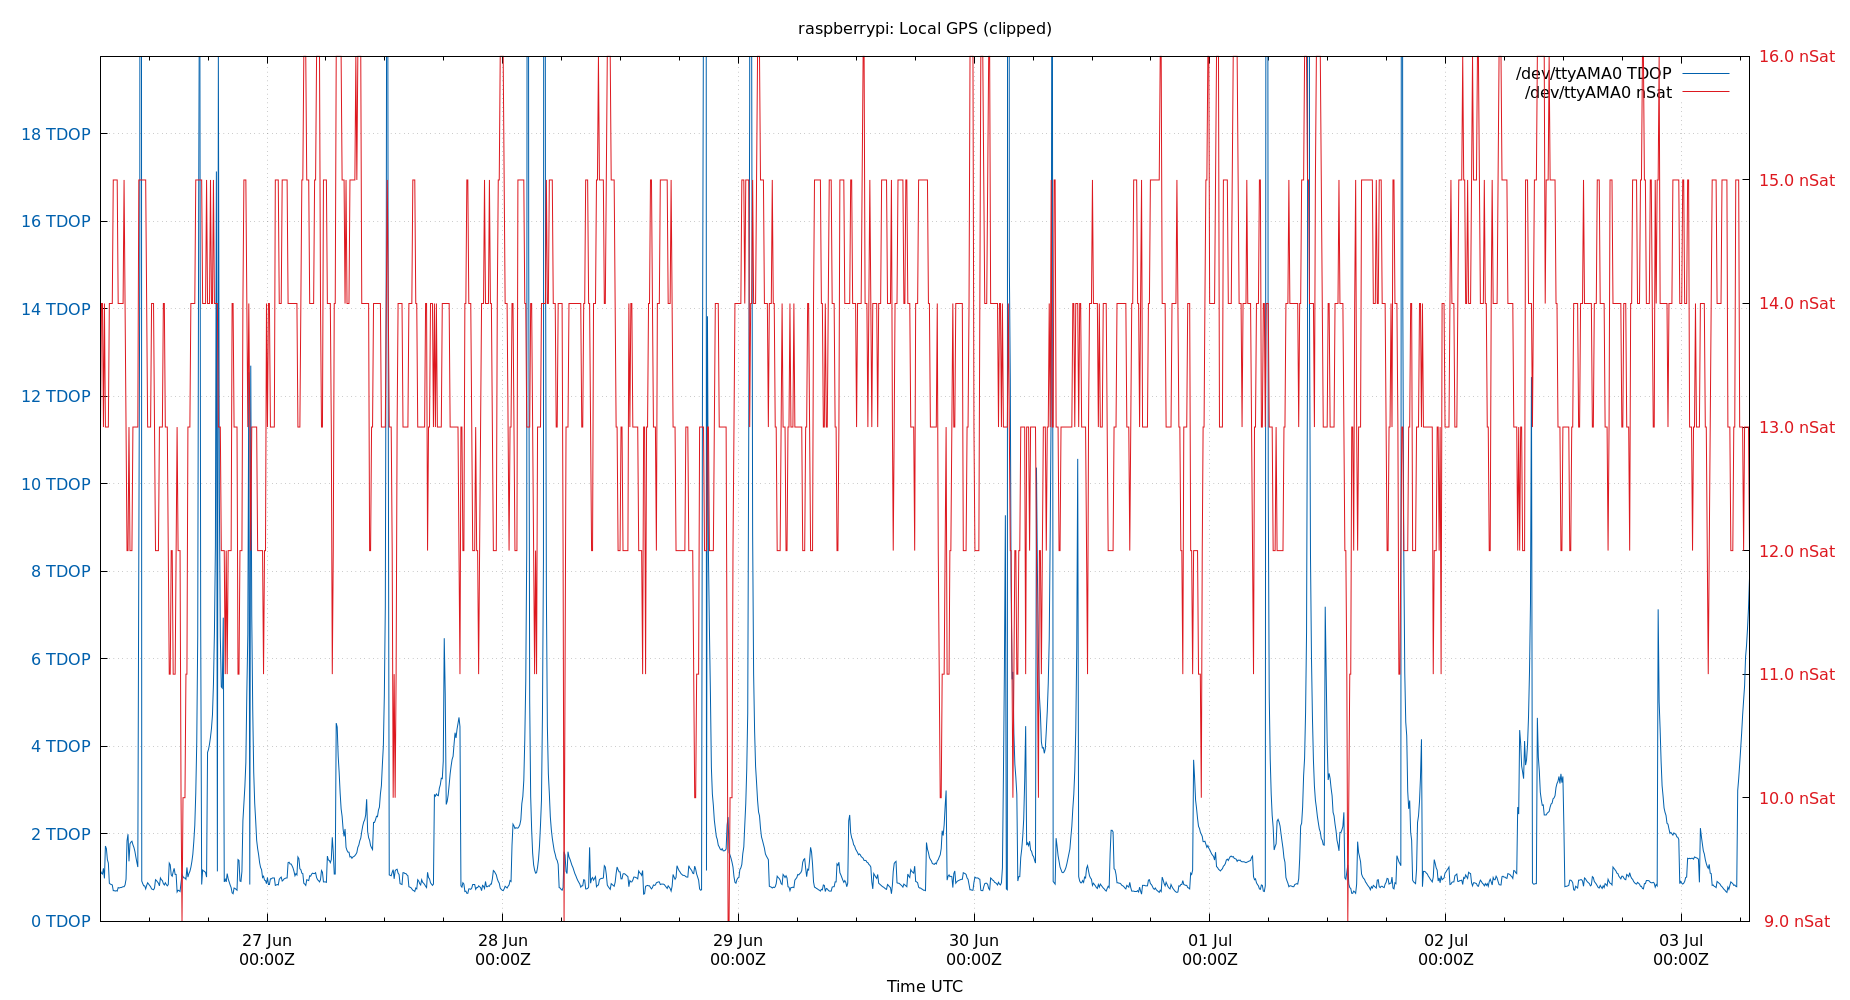 raspberrypi: Local GPS (clipped)
/dev/ttyAMA0 TDOP
/dev/ttyAMA0 nSat
18 TDOP
16 TDOP
14 TDOP
12 TDOP
10 TDOP
8 TDOP
6 TDOP
4 TDOP
2 TDOP
0 TDOP
16.0 nSat
15.0 nSat
14.0 nSat
13.0 nSat
12.0 nSat
11.0 nSat
10.0 nSat
9.0 nSat
27 Jun
00:00Z
28 Jun
00:00Z
29 Jun
00:00Z
30 Jun
00:00Z
01 Jul
00:00Z
02 Jul
00:00Z
03 Jul
00:00Z
Time UTC